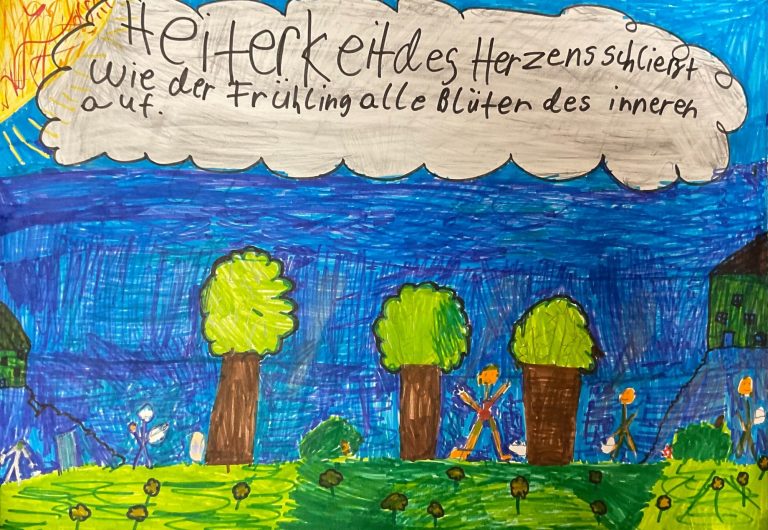 Heiterkeit des Herzens schließt
Wie der Frühling alle Blüten des inneren
auf.